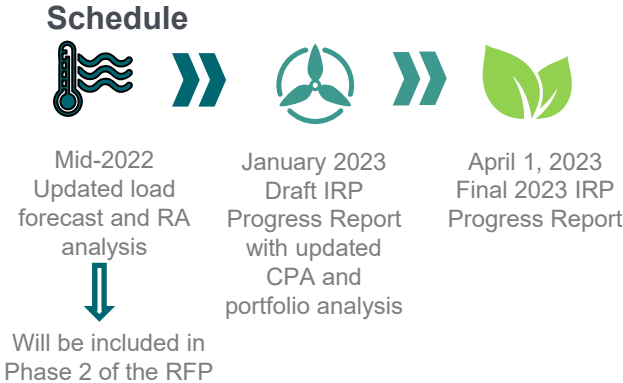 Schedule
Mid-2022
Updated load
forecast and RA
analysis
Will be included in
Phase 2 of the RFP
January 2023
Draft IRP
Progress Report
with updated
CPA and
portfolio analysis
April 1, 2023
Final 2023 IRP
Progress Report